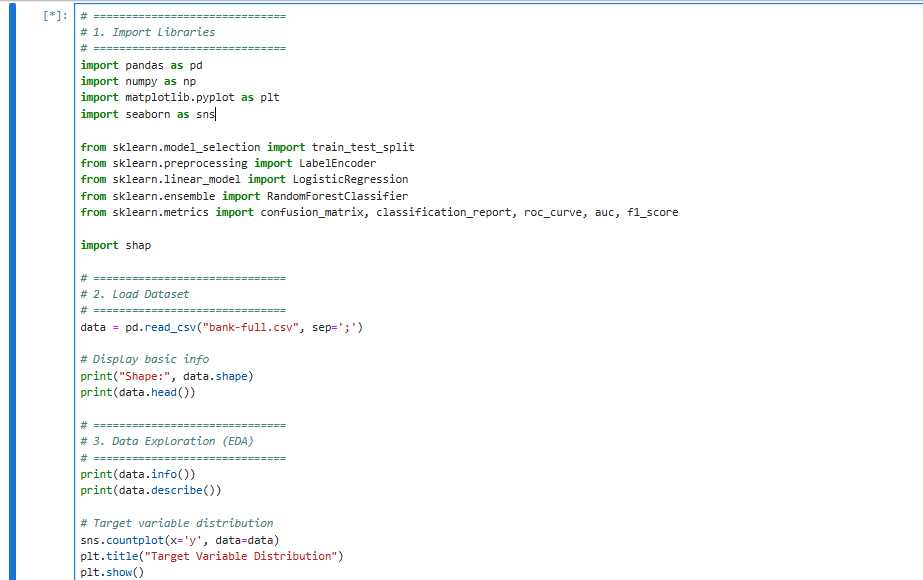 [*]:
# ==============================
# 1. Import Libraries
# ==============================
import pandas as pd
import numpy as np
import matplotlib.pyplot as plt
import seaborn as sns
from sklearn.model_selection import train_test_split
from sklearn.preprocessing import LabelEncoder
from sklearn.linear_model import LogisticRegression
from sklearn.ensemble import RandomForestClassifier
from sklearn.metrics import confusion_matrix, classification_report, roc_curve, auc, f1_score
import shap
# ==============================
# 2. Load Dataset
# ==============================
data = pd.read_csv("bank-full.csv", sep=';')
# Display basic info
print("Shape:", data.shape)
print(data.head())
# ==============================
# 3. Data Exploration (EDA)
# ==============================
print(data.info())
print(data.describe())
# Target variable distribution
sns.countplot(x='y', data=data)
plt.title("Target Variable Distribution")
plt.show()